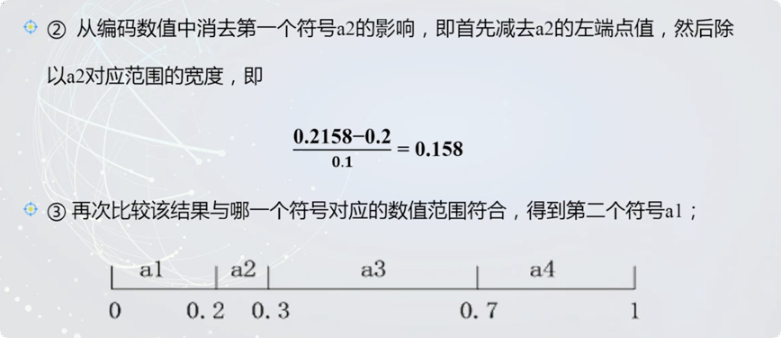 ② 从编码数值中消去第一个符号a2的影响，即首先减去a2的左端点值，然后除
以a2对应范围的宽度，即
0.2158−0.2
0.1
= 0.158
③ 再次比较该结果与哪一个符号对应的数值范围符合，得到第二个符号a1；
a1 a2 a3 a4
0 0.2 0.3 0.7 1